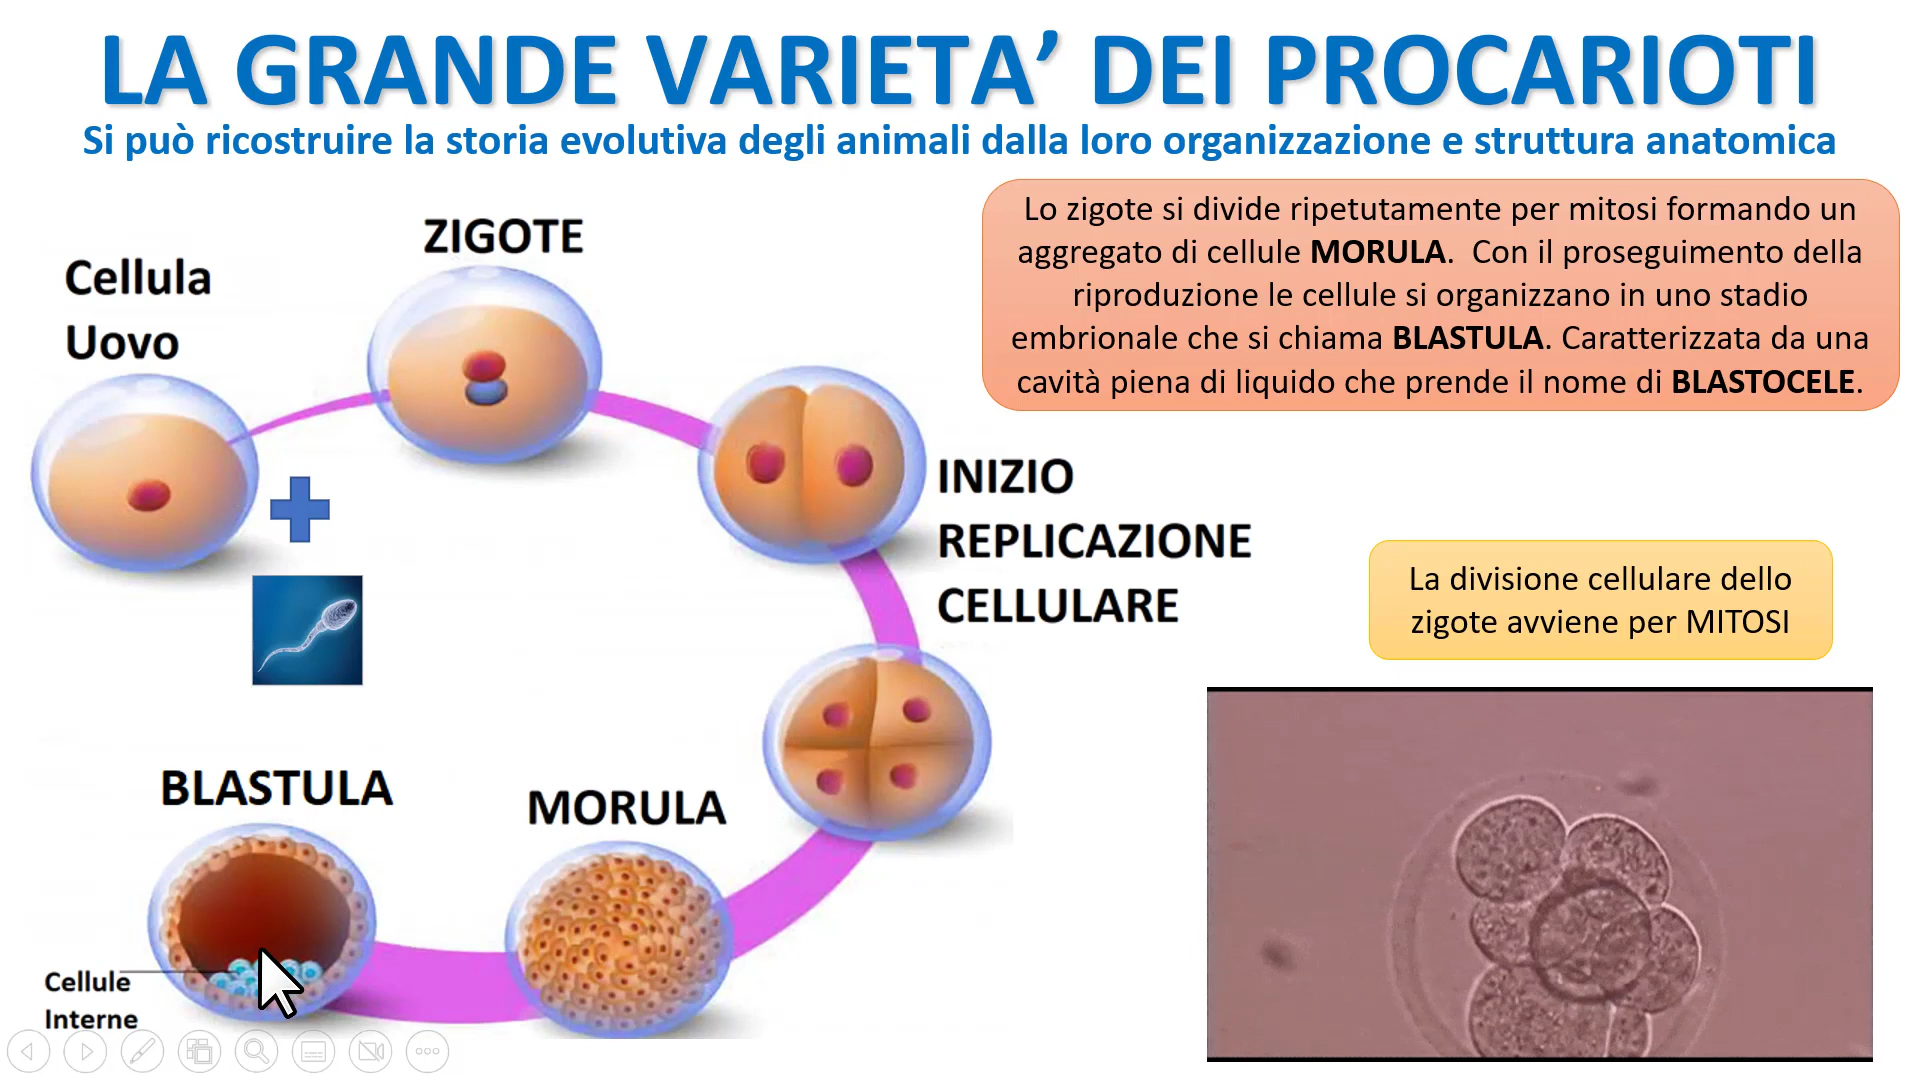 LA GRANDE VARIETA’ DEI PROCARIOTI
Si può ricostruire la storia evolutiva degli animali dalla loro organizzazione e struttura anatomica
Lo zigote si divide ripetutamente per mitosi formando un
aggregato di cellule MORULA. Con il proseguimento della
riproduzione le cellule si organizzano in uno stadio
embrionale che si chiama BLASTULA. Caratterizzata da una
cavità piena di liquido che prende il nome di BLASTOCELE.
ZIGOTE
Cellula
Uovo
INIZIO
REPLICAZIONE
CELLULARE
La divisione cellulare dello
zigote avviene per MITOSI
BLASTULA
MORULA
Cellule
Interne